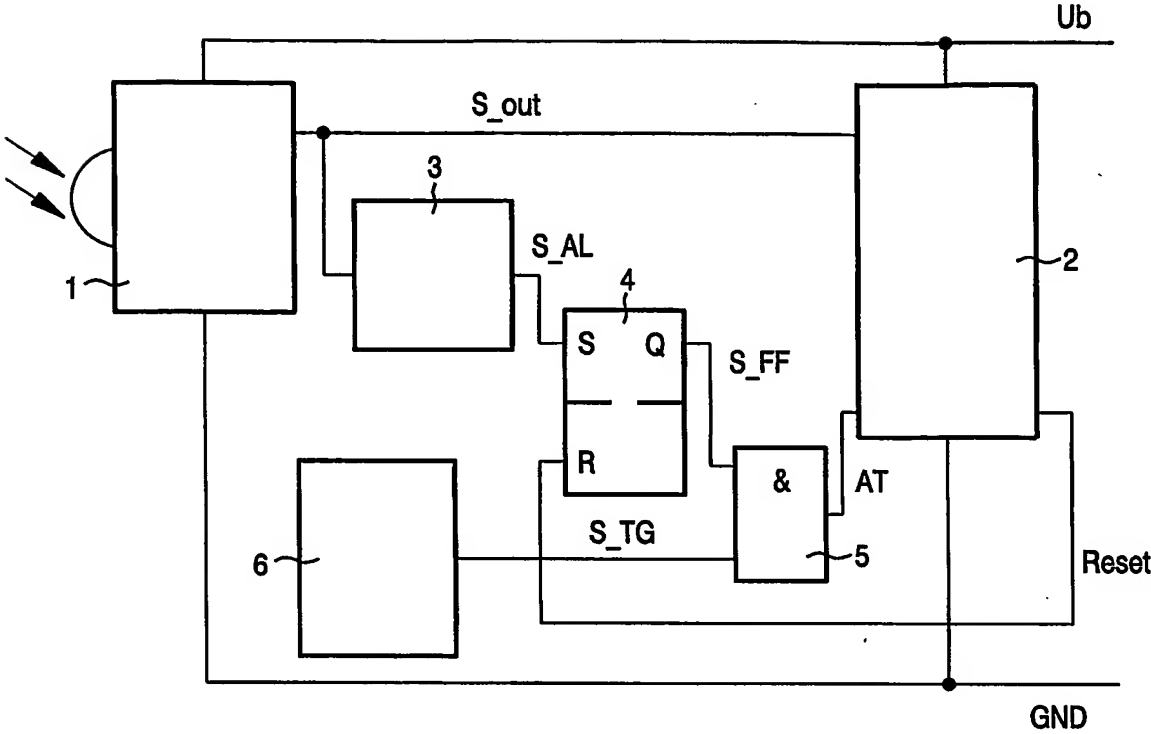 Ub
S_out
3
S_AL
1
4
2
S Q
S_FF
R
& AT
S_TG
6
5
Reset
GND